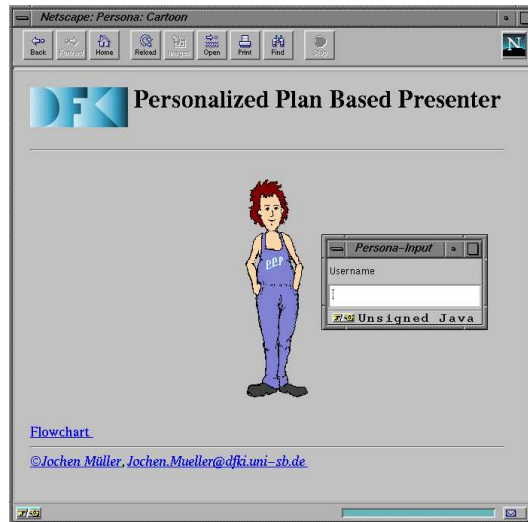 Netscape: Persona: Cartoon
Back Forward Home Reload Images Open Print Find Stop
N
DFKI Personalized Plan Based Presenter
PPP
Persona-Input
Username
Unsigned Java
Flowchart
©Jochen Müller, Jochen.Mueller@dfki.uni-sb.de